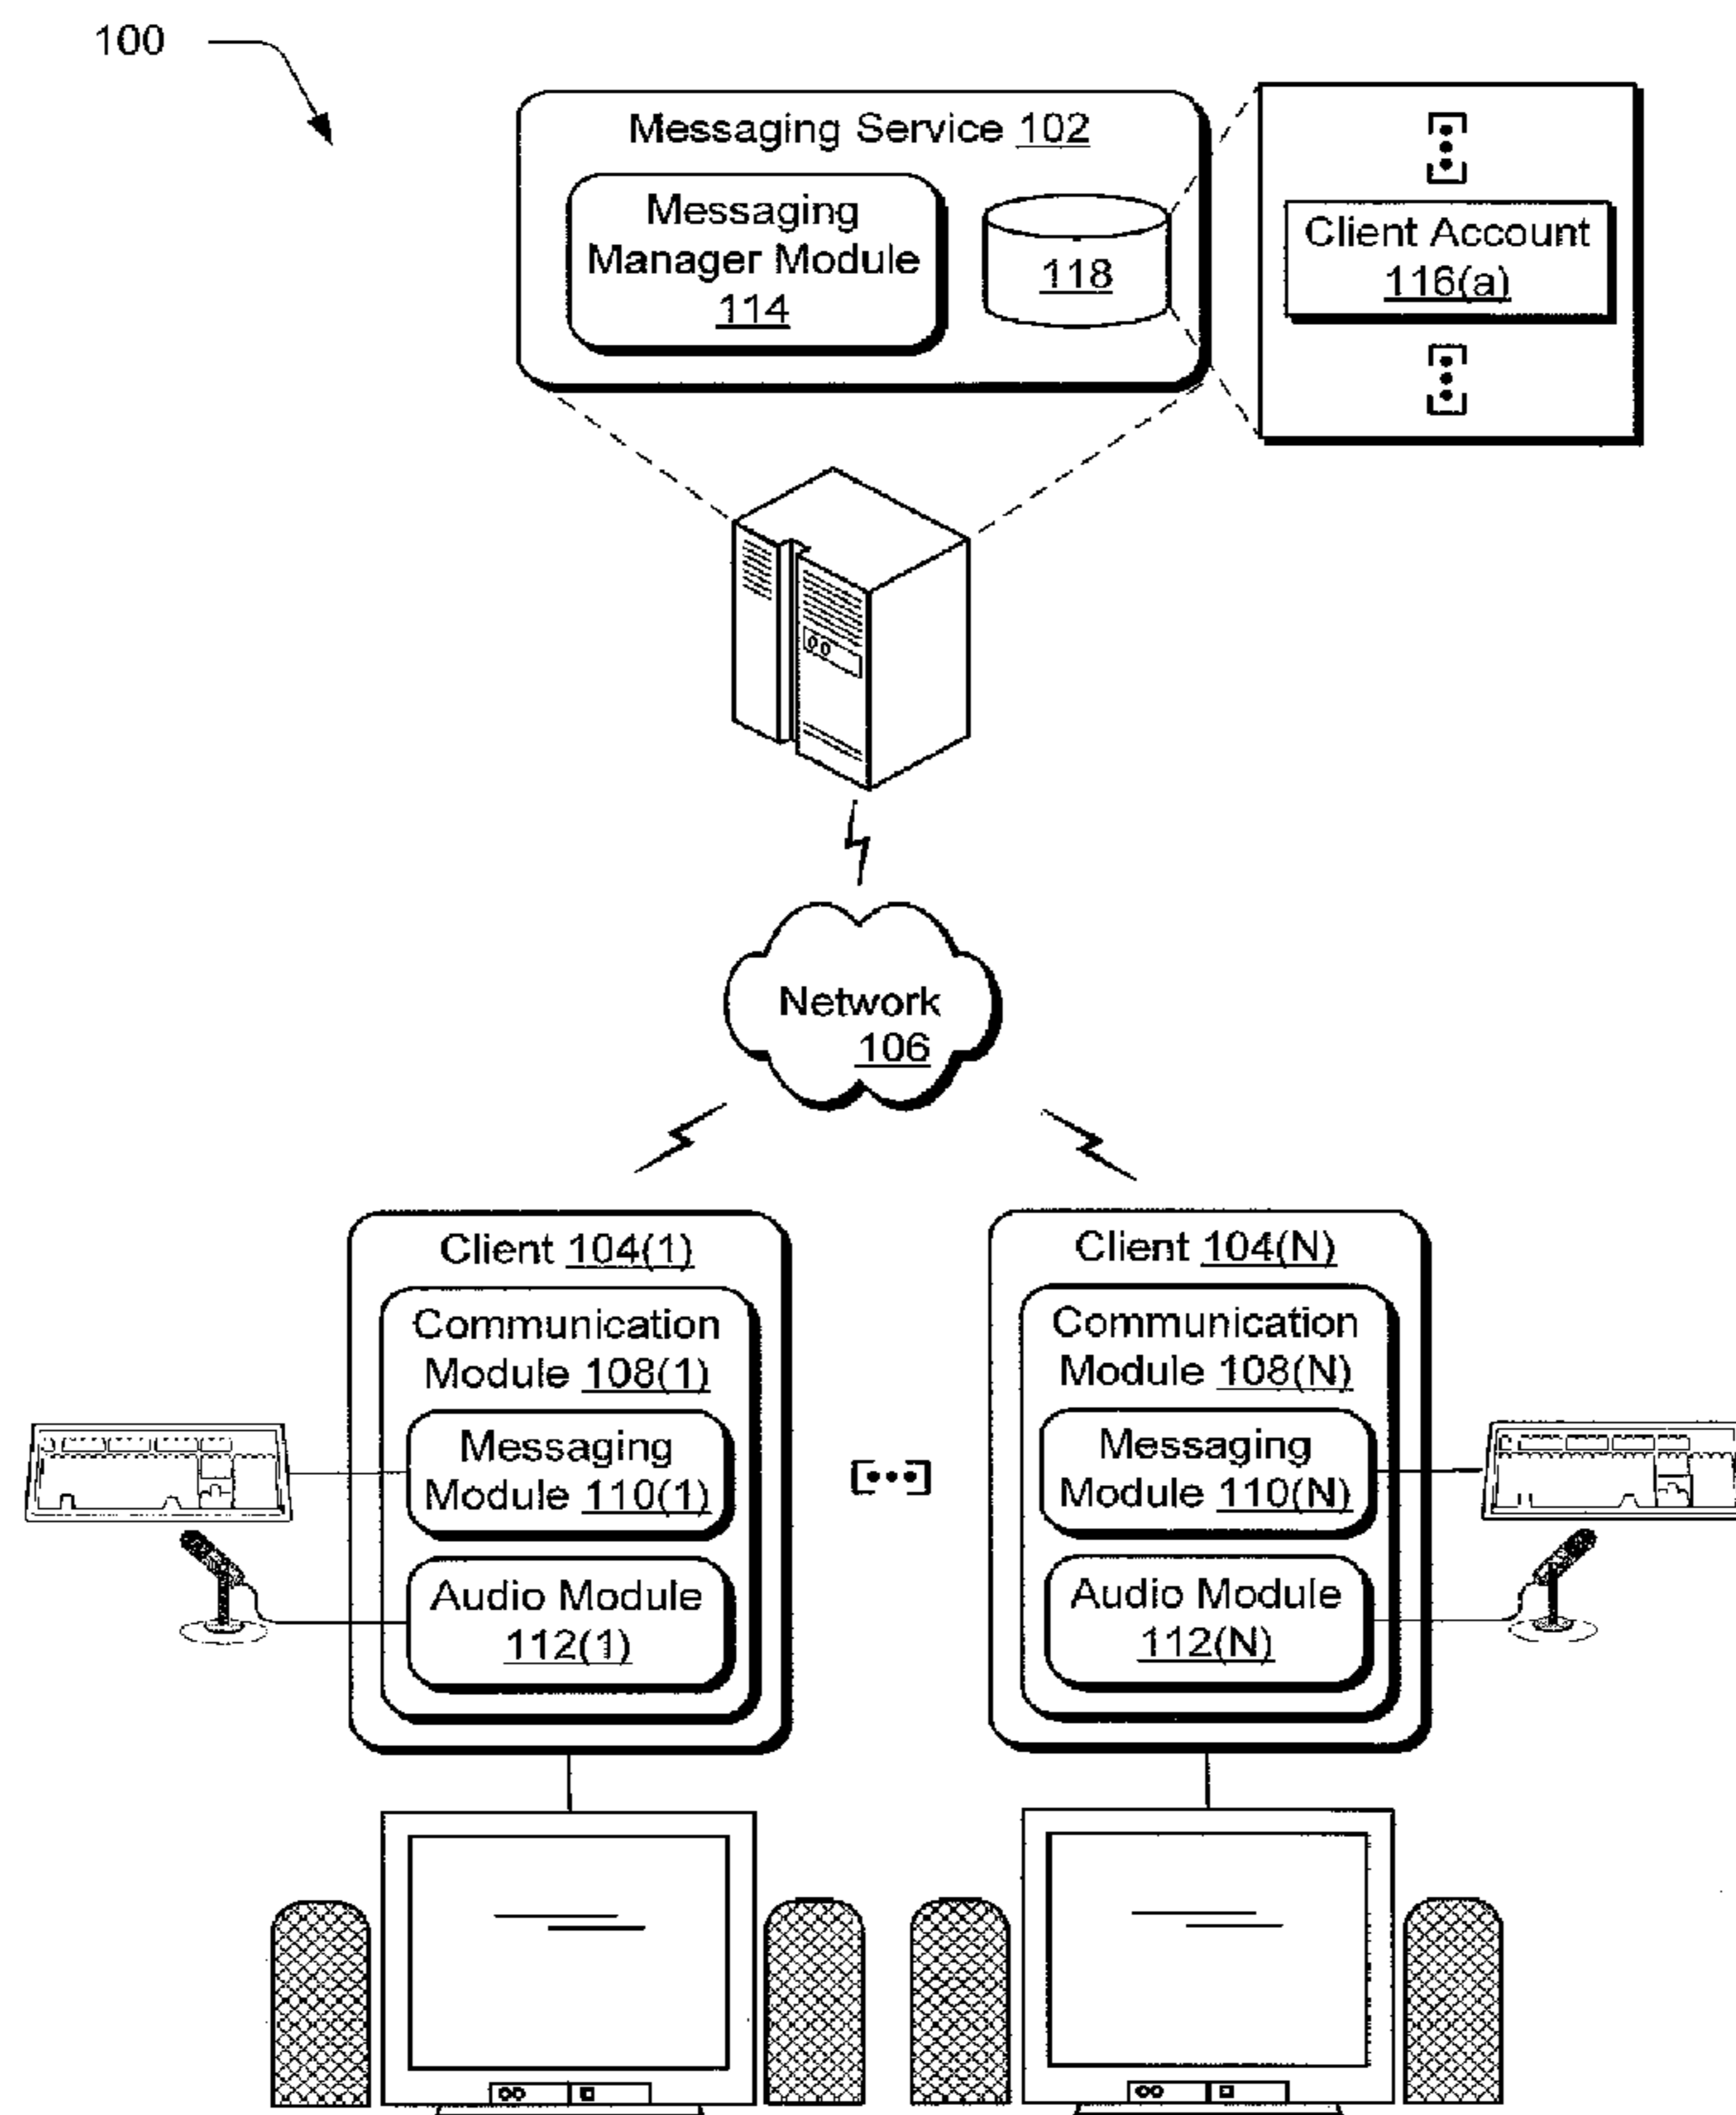 100
Messaging Service 102
Messaging
Manager Module
114
118
Client Account
116(a)
Network
106
Client 104(1)
Communication
Module 108(1)
Messaging
Module 110(1)
Audio Module
112(1)
Client 104(N)
Communication
Module 108(N)
Messaging
Module 110(N)
Audio Module
112(N)